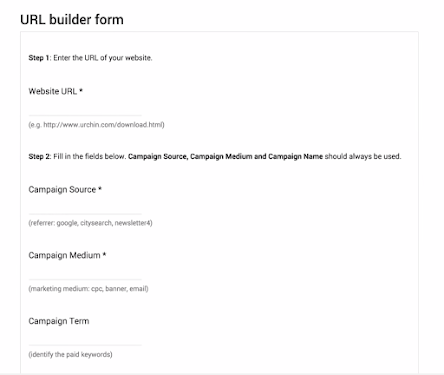 URL builder form
Step 1: Enter the URL of your website.
Website URL *
(e.g. http://www.urchin.com/download.html)
Step 2: Fill in the fields below. Campaign Source, Campaign Medium and Campaign Name should always be used.
Campaign Source *
(referrer: google, citysearch, newsletter4)
Campaign Medium *
(marketing medium: cpc, banner, email)
Campaign Term
(identify the paid keywords)